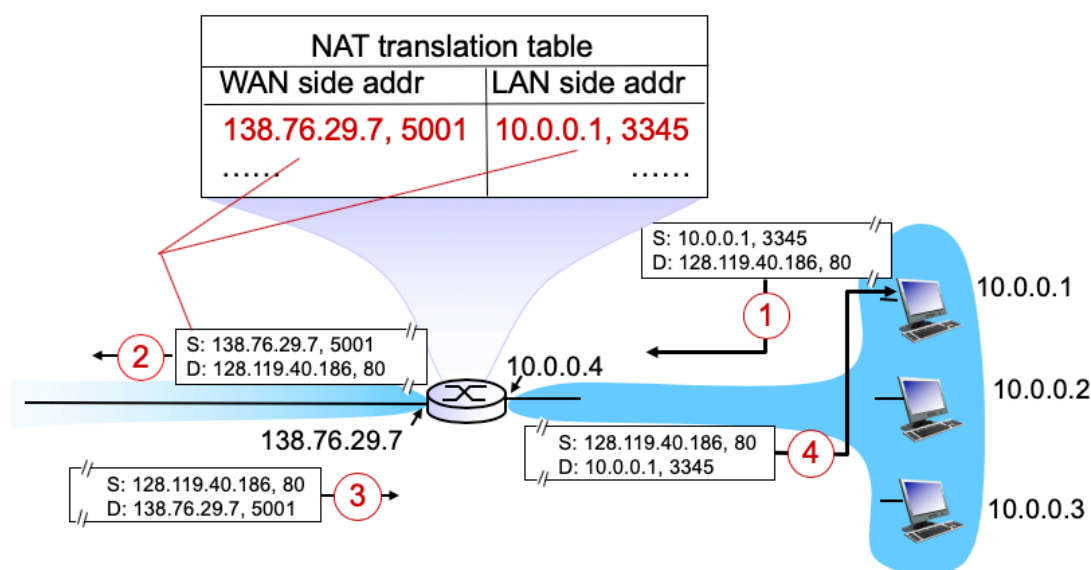 NAT translation table
WAN side addr LAN side addr
138.76.29.7, 5001 10.0.0.1, 3345
...... ......
S: 10.0.0.1, 3345
D: 128.119.40.186, 80
10.0.0.1
1
2
S: 138.76.29.7, 5001
D: 128.119.40.186, 80
10.0.0.4
10.0.0.2
138.76.29.7
S: 128.119.40.186, 80
D: 10.0.0.1, 3345
4
S: 128.119.40.186, 80
D: 138.76.29.7, 5001
3
10.0.0.3